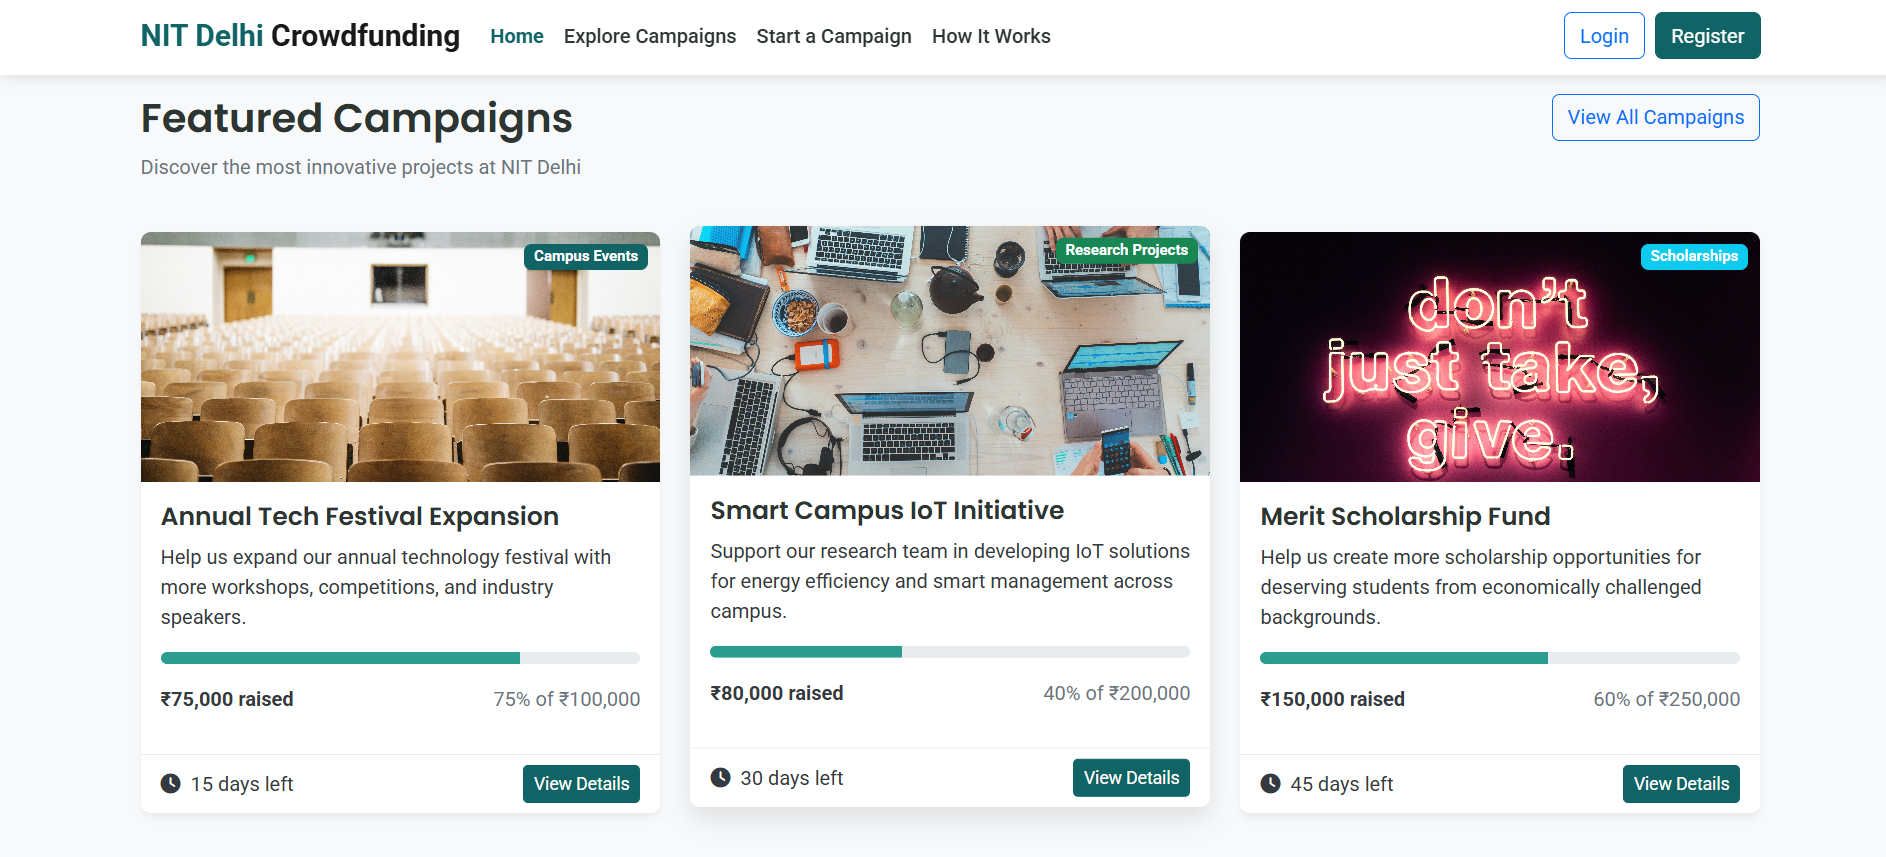 NIT Delhi Crowdfunding Home Explore Campaigns Start a Campaign How It Works Login Register
Featured Campaigns
View All Campaigns
Discover the most innovative projects at NIT Delhi
Campus Events
Annual Tech Festival Expansion
Help us expand our annual technology festival with
more workshops, competitions, and industry
speakers.
₹75,000 raised 75% of ₹100,000
15 days left View Details
Research Projects
Smart Campus IoT Initiative
Support our research team in developing IoT solutions
for energy efficiency and smart management across
campus.
₹80,000 raised 40% of ₹200,000
30 days left View Details
Scholarships
don't
just take,
give.
Merit Scholarship Fund
Help us create more scholarship opportunities for
deserving students from economically challenged
backgrounds.
₹150,000 raised 60% of ₹250,000
45 days left View Details